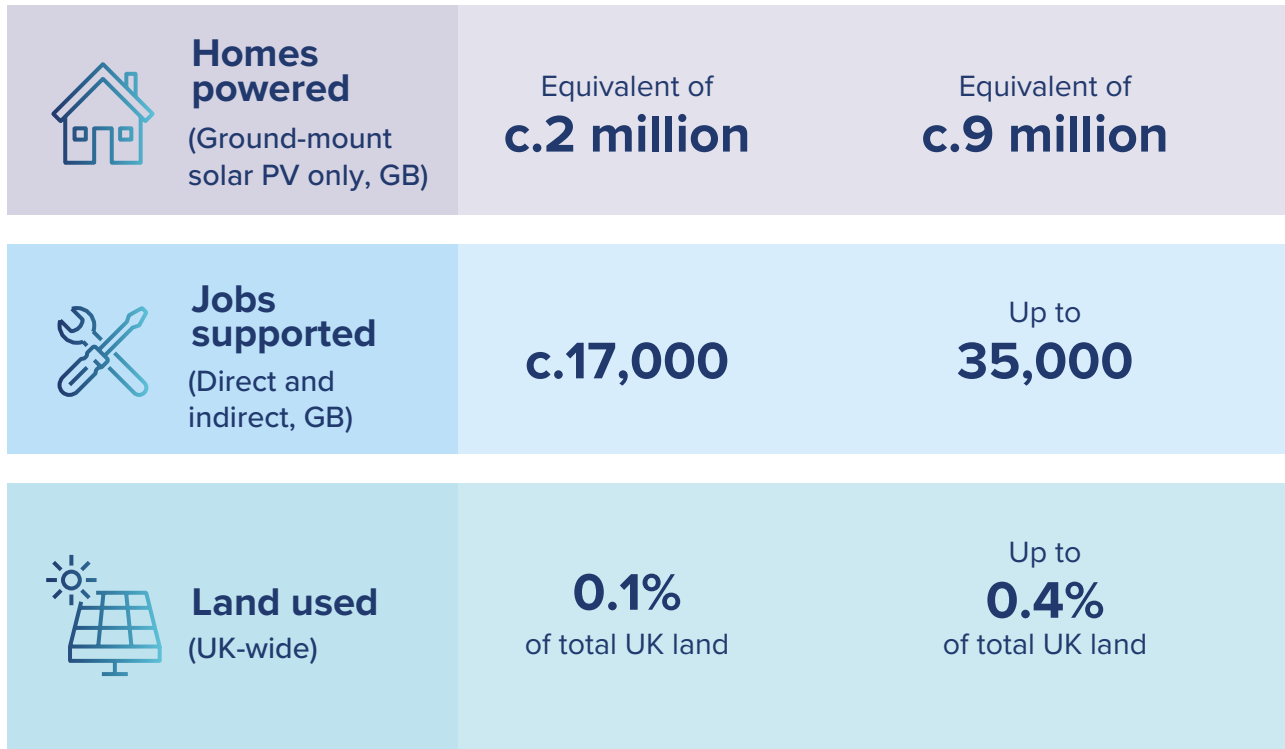 Homes
powered
(Ground-mount
solar PV only, GB)
Equivalent of
c.2 million
Equivalent of
c.9 million
Jobs
supported
(Direct and
indirect, GB)
c.17,000
Up to
35,000
Land used
(UK-wide)
0.1%
of total UK land
Up to
0.4%
of total UK land